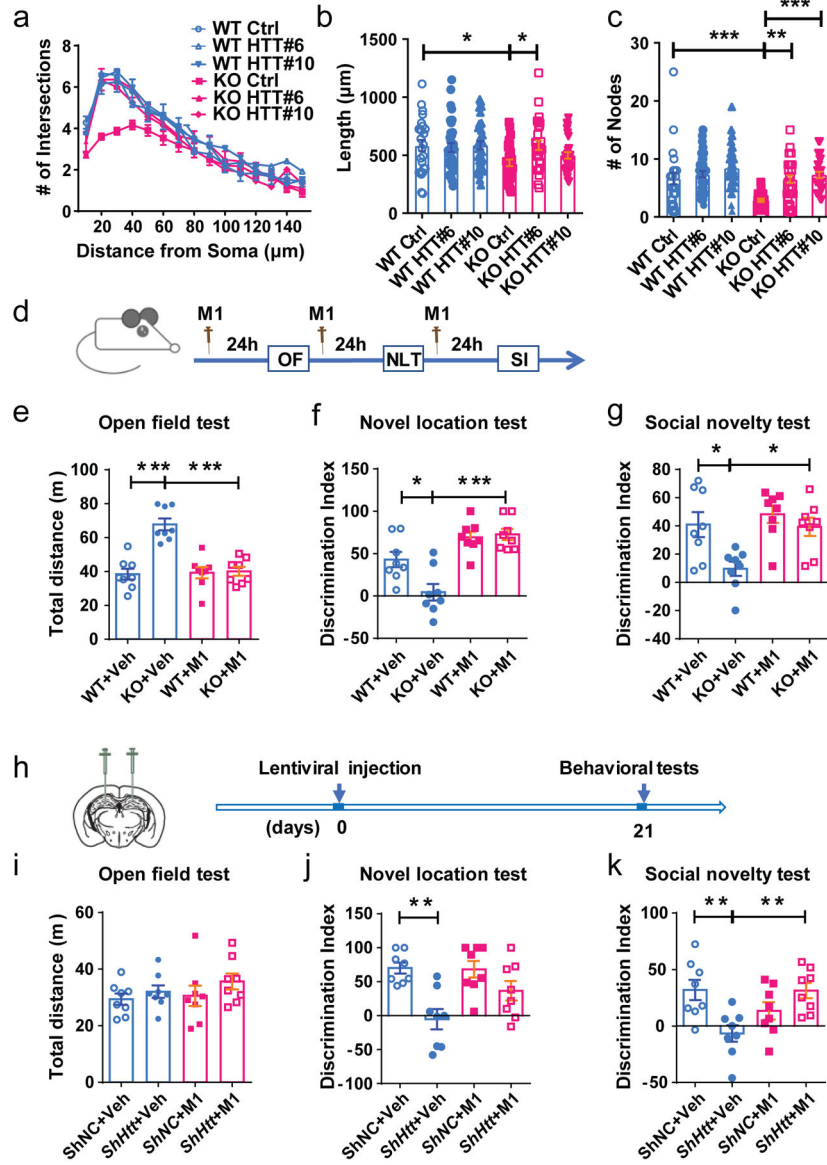 a
# of Intersections
8
6
4
2
0
20
40
60
80
100
120
140
Distance from Soma (μm)
WT Ctrl
WT HTT#6
WT HTT#10
KO Ctrl
KO HTT#6
KO HTT#10
b
Length (μm)
1500
1000
500
0
*
*
WT Ctrl
WT HTT#6
WT HTT#10
KO Ctrl
KO HTT#6
KO HTT#10
c
# of Nodes
30
20
10
0
***
***
**
WT Ctrl
WT HTT#6
WT HTT#10
KO Ctrl
KO HTT#6
KO HTT#10
d
M1
24h
OF
M1
24h
NLT
M1
24h
SI
e
Open field test
Total distance (m)
100
80
60
40
20
0
***
***
WT+Veh
KO+Veh
WT+M1
KO+M1
f
Novel location test
Discrimination Index
150
100
50
0
-50
*
***
WT+Veh
KO+Veh
WT+M1
KO+M1
g
Social novelty test
Discrimination Index
80
60
40
20
0
20
40
*
*
WT+Veh
KO+Veh
WT+M1
KO+M1
h
Lentiviral injection
Behavioral tests
(days)
0
21
i
Open field test
Total distance (m)
60
40
20
0
ShNC+Veh
ShHtt+Veh
ShNC+M1
ShHtt+M1
j
Novel location test
Discrimination Index
150
100
50
0
-50
-100
**
ShNC+Veh
ShHtt+Veh
ShNC+M1
ShHtt+M1
k
Social novelty test
Discrimination Index
100
50
0
-50
**
**
ShNC+Veh
ShHtt+Veh
ShNC+M1
ShHtt+M1